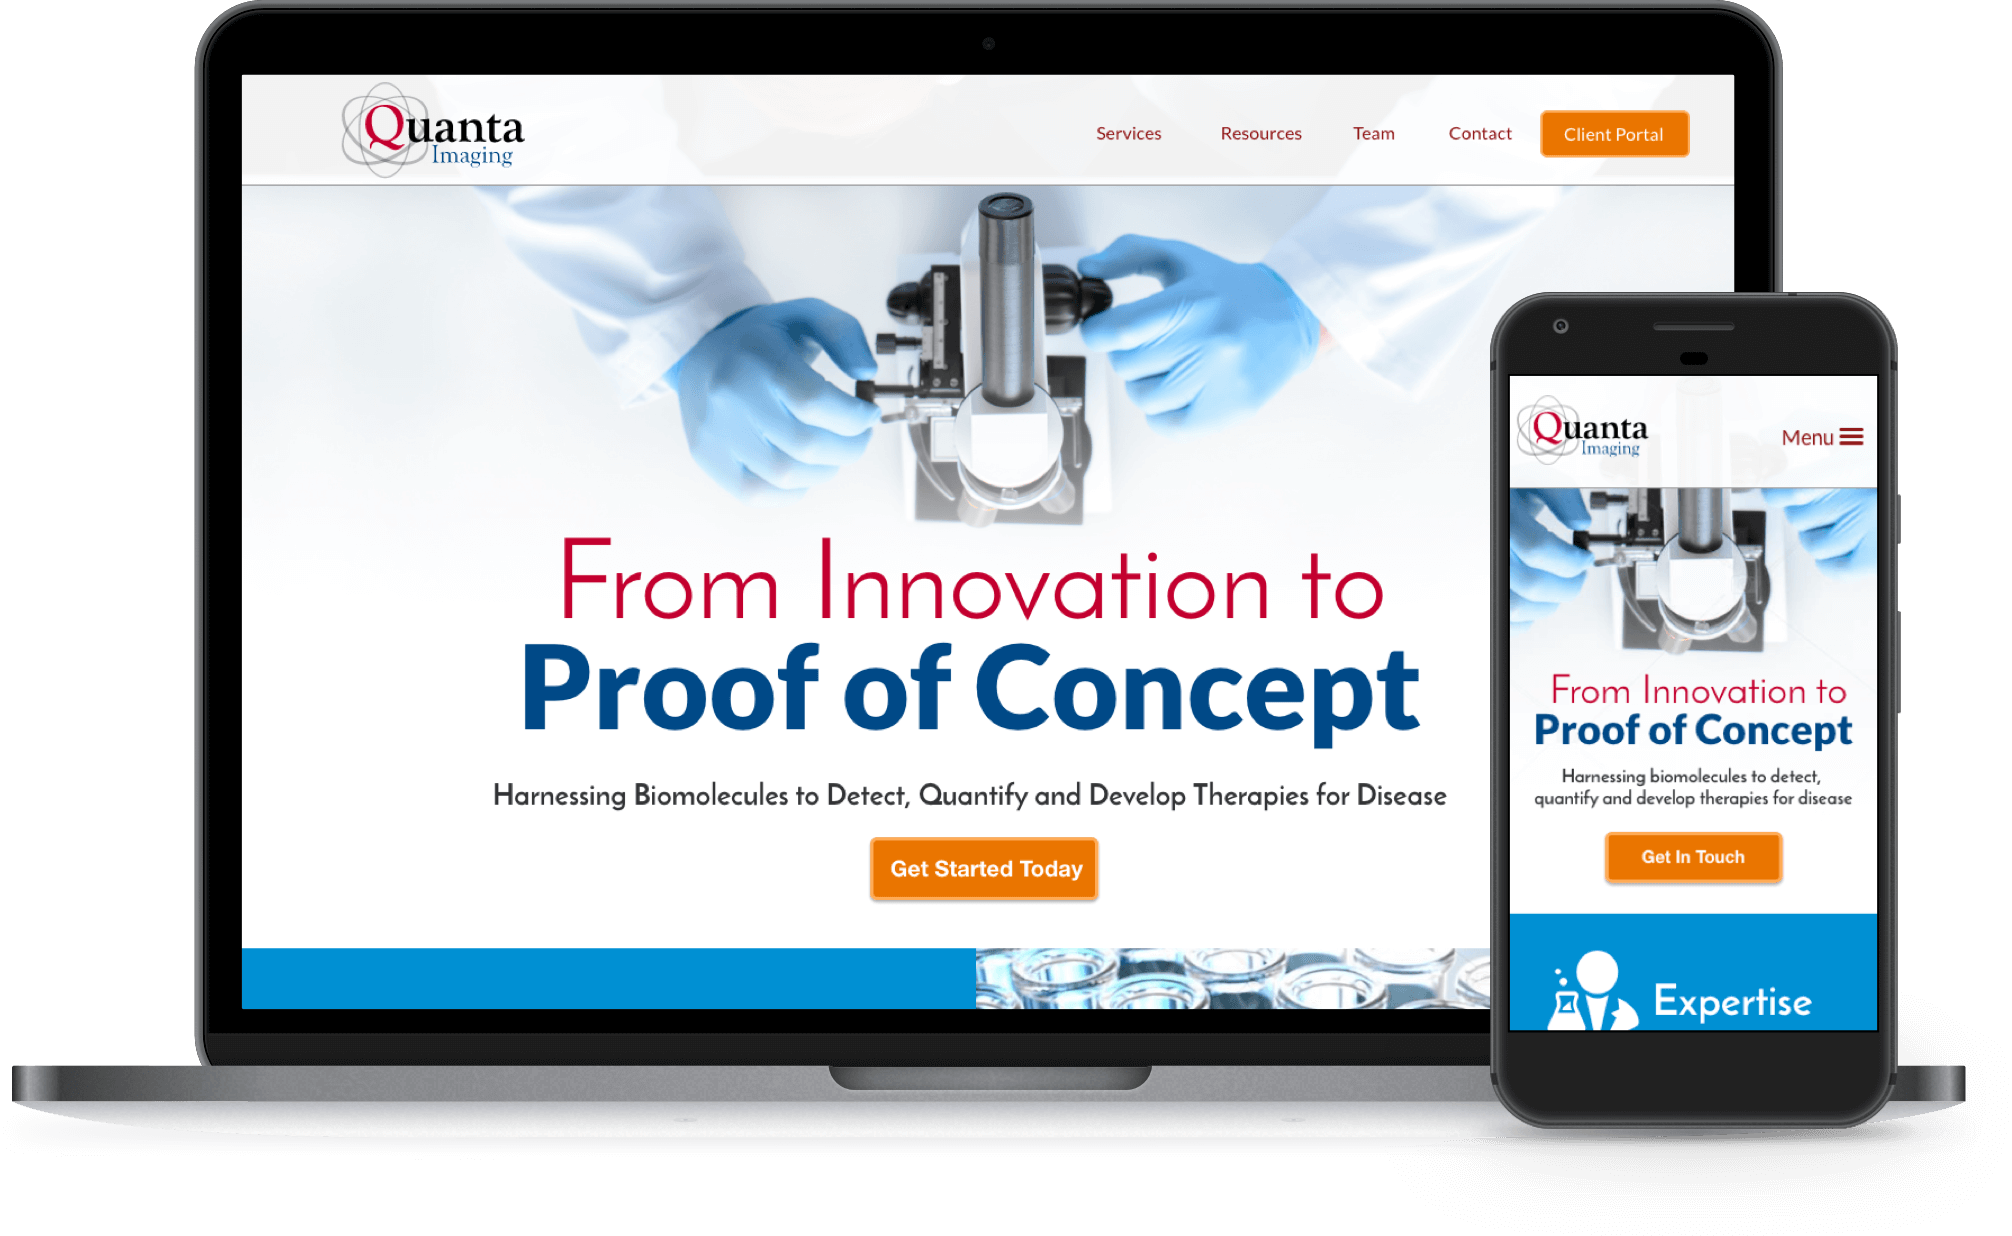 Quanta
Imaging
Services
Resources
Team
Contact
Client Portal
From Innovation to
Proof of Concept
Harnessing Biomolecules to Detect, Quantify and Develop Therapies for Disease
Get Started Today
Quanta
Imaging
Menu
From Innovation to
Proof of Concept
Harnessing biomolecules to detect,
quantify and develop therapies for disease
Get In Touch
Expertise